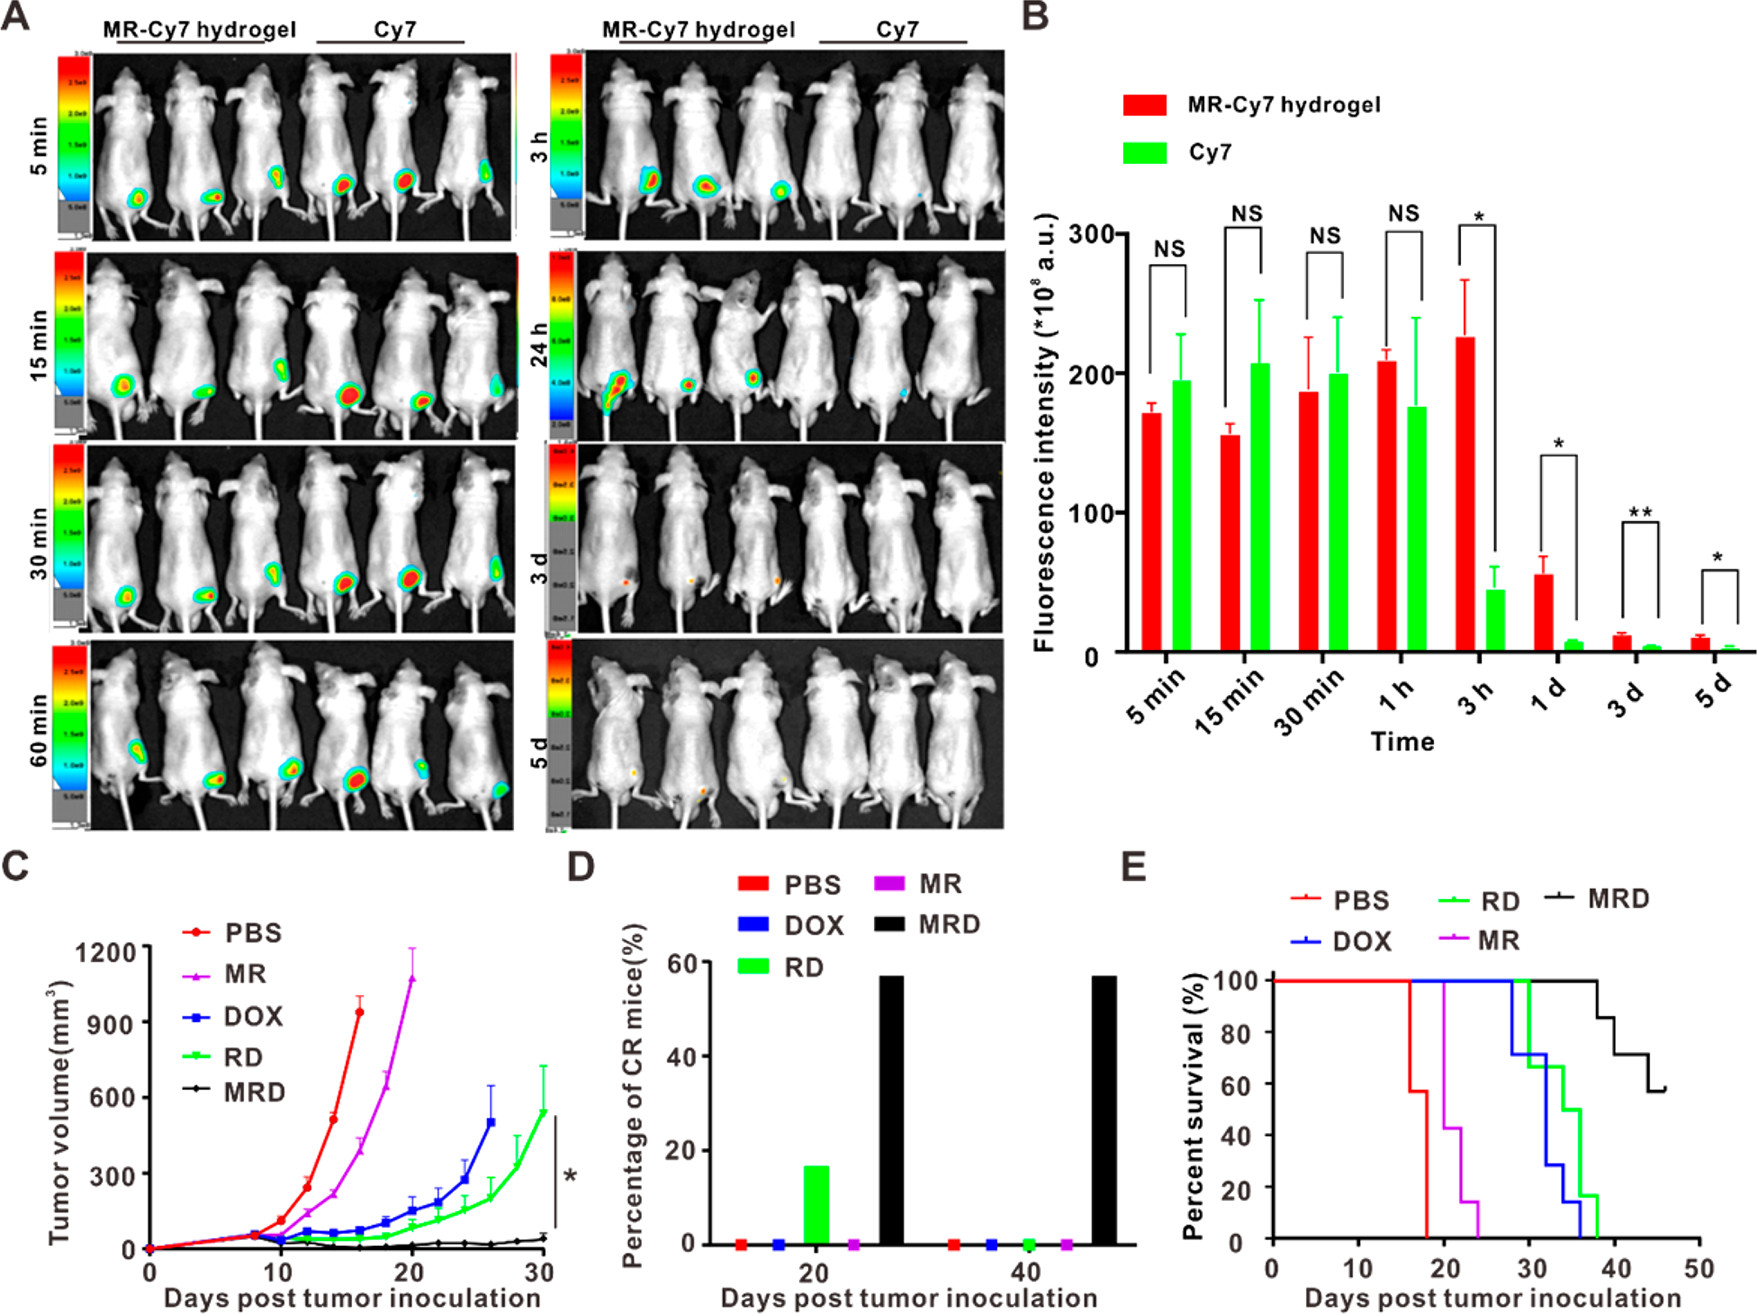 A
MR-Cy7 hydrogel
Cy7
MR-Cy7 hydrogel
Cy7
5 min
15 min
30 min
60 min
3 h
24 h
3 d
5 d
B
MR-Cy7 hydrogel
Cy7
Fluorescence intensity (*10⁸ a.u.)
300
200
100
0
NS
NS
NS
NS
*
*
**
*
5 min
15 min
30 min
1 h
3 h
1 d
3 d
5 d
Time
C
PBS
MR
DOX
RD
MRD
Tumor volume(mm³)
1200
900
600
300
0
*
0
10
20
30
Days post tumor inoculation
D
PBS
MR
DOX
MRD
RD
Percentage of CR mice(%)
60
40
20
0
20
40
Days post tumor inoculation
E
PBS
RD
MRD
DOX
MR
Percent survival (%)
100
80
60
40
20
0
0
10
20
30
40
50
Days post tumor inoculation